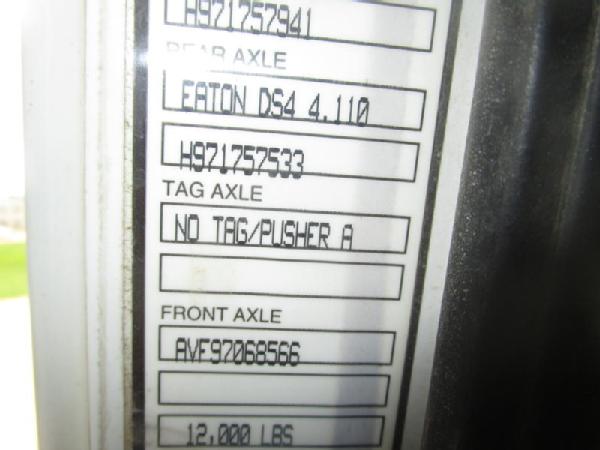 H971757941
REAR AXLE
EATON DS4 4.110
H971757533
TAG AXLE
NO TAG/PUSHER A
FRONT AXLE
AVF97068566
12,000 LBS